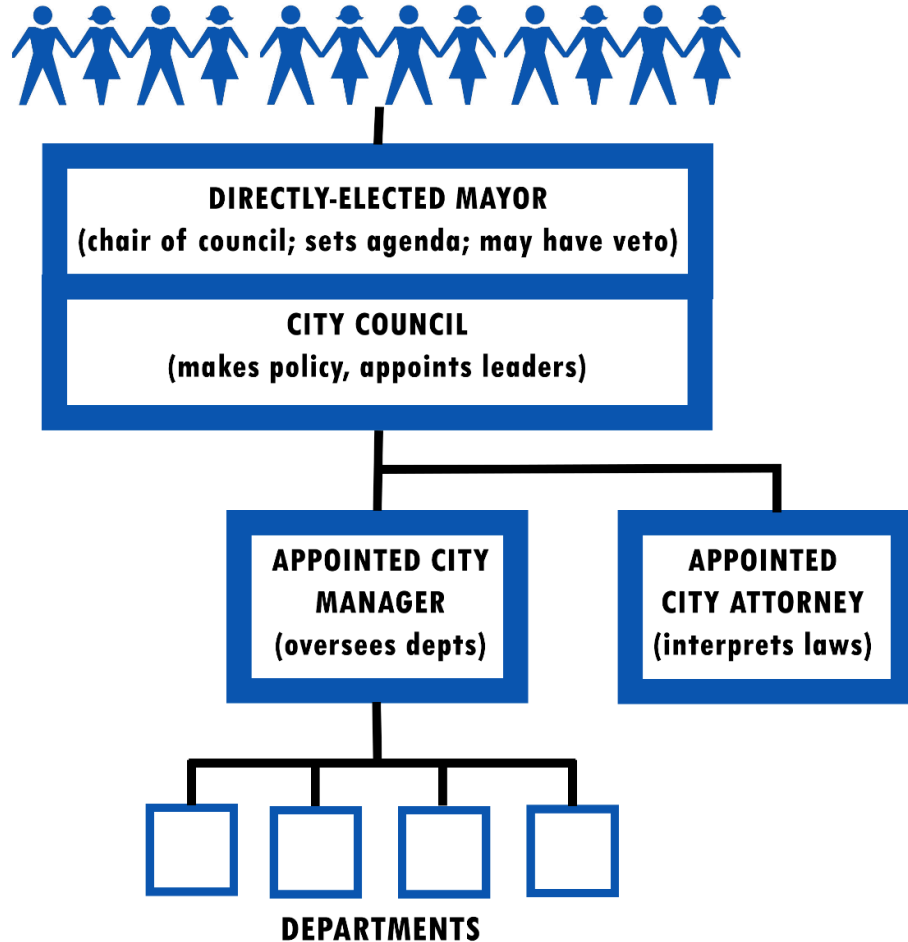 DIRECTLY-ELECTED MAYOR
(chair of council; sets agenda; may have veto)
CITY COUNCIL
(makes policy, appoints leaders)
APPOINTED CITY
MANAGER
(oversees depts)
APPOINTED
CITY ATTORNEY
(interprets laws)
DEPARTMENTS